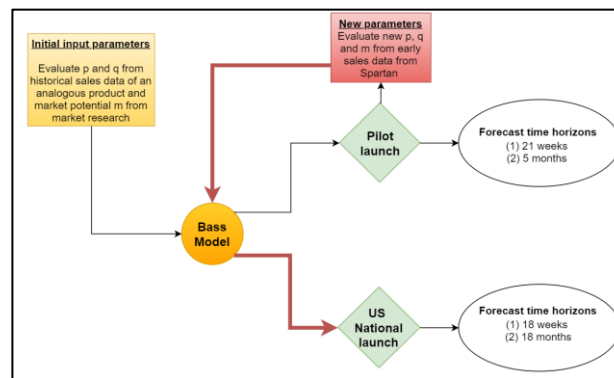 Initial input parameters
Evaluate p and q from
historical sales data of an
analogous product and
market potential m from
market research
New parameters
Evaluate new p, q
and m from early
sales data from
Spartan
Pilot
launch
Forecast time horizons
(1) 21 weeks
(2) 5 months
Bass
Model
US
National
launch
Forecast time horizons
(1) 18 weeks
(2) 18 months